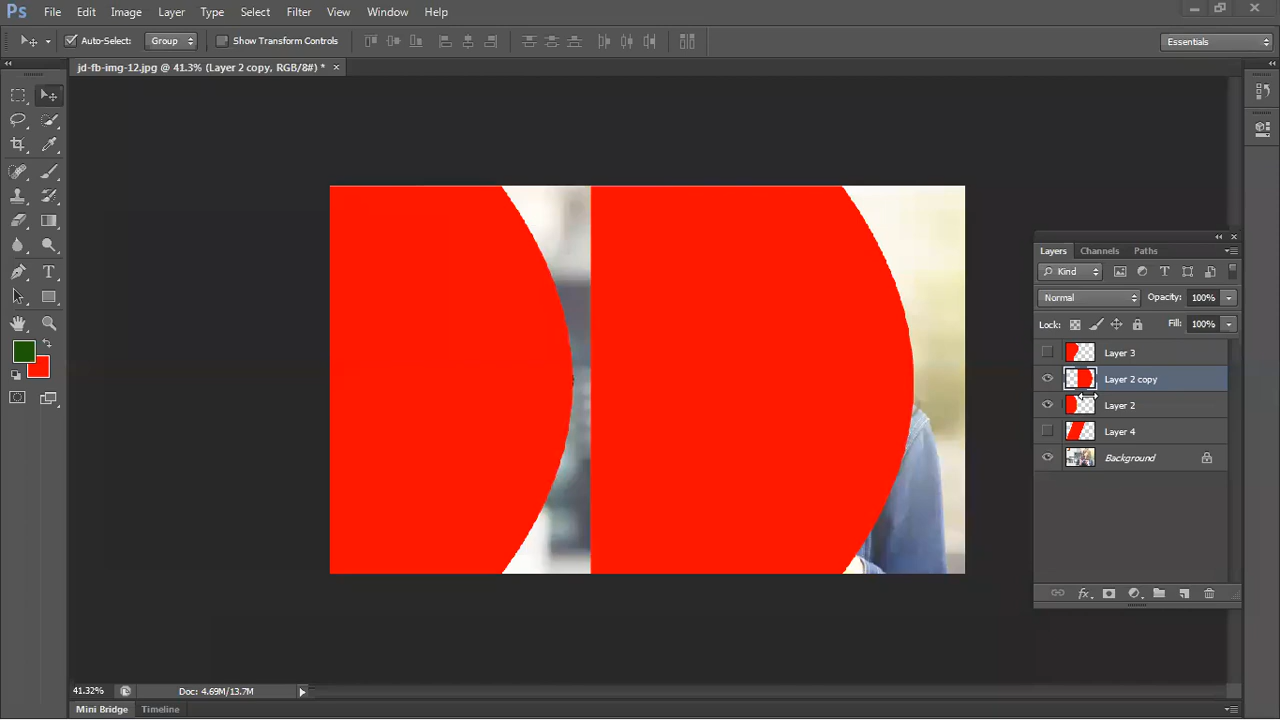 Ps File Edit Image Layer Type Select Filter View Window Help
Auto-Select: Group Show Transform Controls Essentials
jd-fb-img-12.jpg @ 41.3% (Layer 2 copy, RGB/8#) * ×
Layers Channels Paths
Kind
Normal Opacity: 100%
Lock: Fill: 100%
Layer 3
Layer 2 copy
Layer 2
Layer 4
Background
fx
41.32% Doc: 4.69M/13.7M
Mini Bridge Timeline